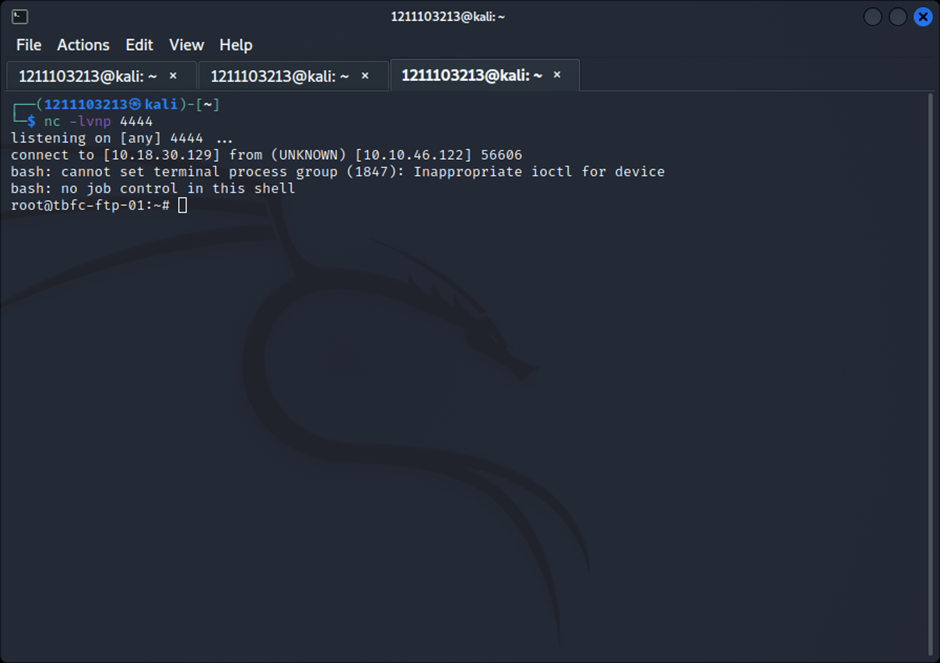 1211103213@kali: ~
File Actions Edit View Help
1211103213@kali: ~ × 1211103213@kali: ~ × 1211103213@kali: ~ ×
┌──(1211103213㉿kali)-[~]
└─$ nc -lvnp 4444
listening on [any] 4444 ...
connect to [10.18.30.129] from (UNKNOWN) [10.10.46.122] 56606
bash: cannot set terminal process group (1847): Inappropriate ioctl for device
bash: no job control in this shell
root@tbfc-ftp-01:~#